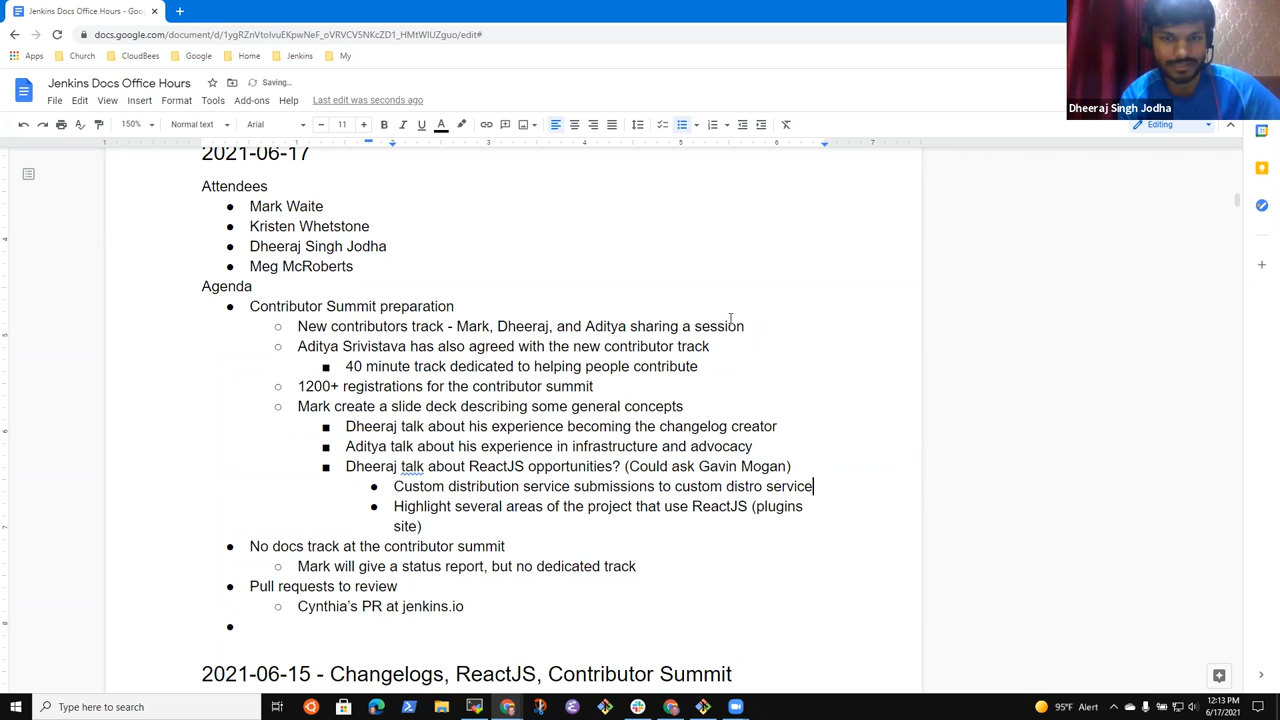 Jenkins Docs Office Hours - Goo
docs.google.com/document/d/1ygRZnVtoIvuEKpwNeF_oVRVCV5NKcZD1_HMtWIUZguo/edit#
Apps Church CloudBees Google Home Jenkins My
Jenkins Docs Office Hours Saving...
File Edit View Insert Format Tools Add-ons Help Last edit was seconds ago
Dheeraj Singh Jodha
150% Normal text Arial 11 Editing
1 2 3 4 5 6 7
2021-06-17
Attendees
Mark Waite
Kristen Whetstone
Dheeraj Singh Jodha
Meg McRoberts
Agenda
Contributor Summit preparation
New contributors track - Mark, Dheeraj, and Aditya sharing a session
Aditya Srivistava has also agreed with the new contributor track
40 minute track dedicated to helping people contribute
1200+ registrations for the contributor summit
Mark create a slide deck describing some general concepts
Dheeraj talk about his experience becoming the changelog creator
Aditya talk about his experience in infrastructure and advocacy
Dheeraj talk about ReactJS opportunities? (Could ask Gavin Mogan)
Custom distribution service submissions to custom distro service
Highlight several areas of the project that use ReactJS (plugins
site)
No docs track at the contributor summit
Mark will give a status report, but no dedicated track
Pull requests to review
Cynthia's PR at jenkins.io
2021-06-15 - Changelogs, ReactJS, Contributor Summit
Type here to search
95°F Alert
12:13 PM
6/17/2021